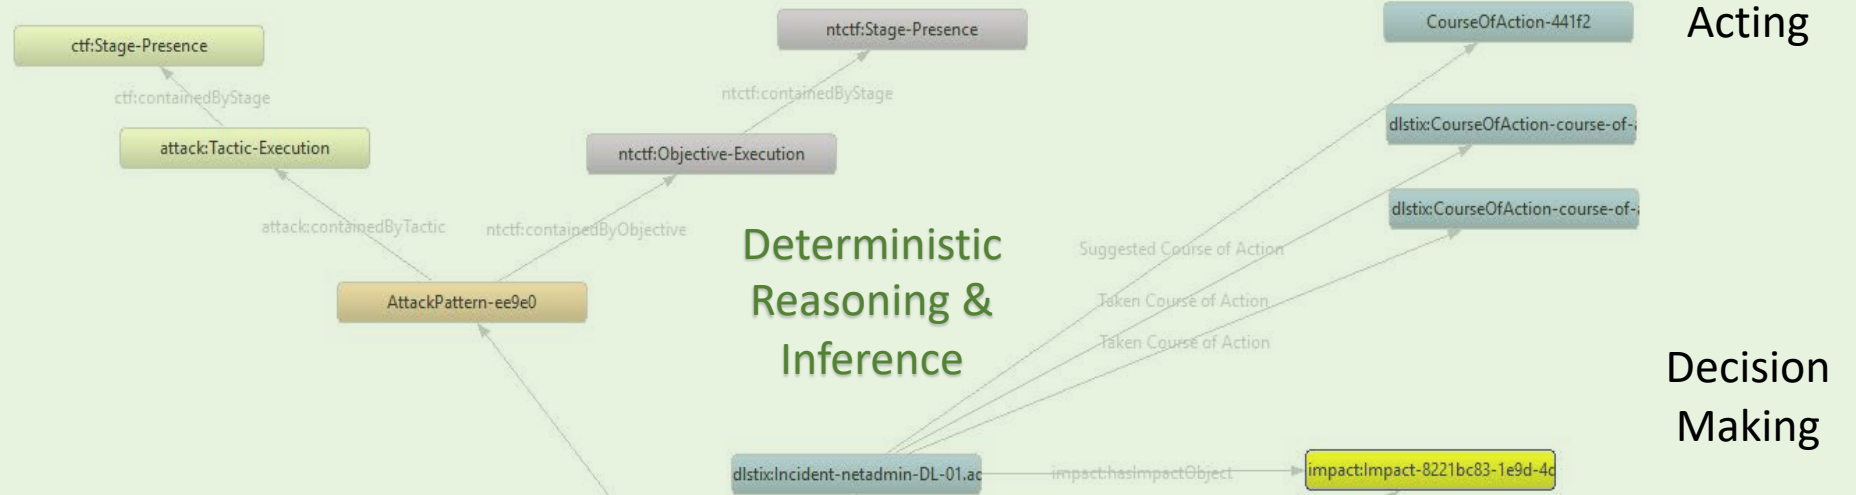 CourseOfAction-441f2
Acting
ntctf:Stage-Presence
ctf:Stage-Presence
ctf:containedByStage
ntctf:containedByStage
dlstix:CourseOfAction-course-of-a
attack:Tactic-Execution
ntctf:Objective-Execution
dlstix:CourseOfAction-course-of-a
attack:containedByTactic
ntctf:containedByObjective
Deterministic
Reasoning &
Inference
Suggested Course of Action
Taken Course of Action
Taken Course of Action
AttackPattern-ee9e0
Decision
Making
dlstix:Incident-netadmin-DL-01.ac
impact:hasImpactObject
impact:Impact-8221bc83-1e9d-4c